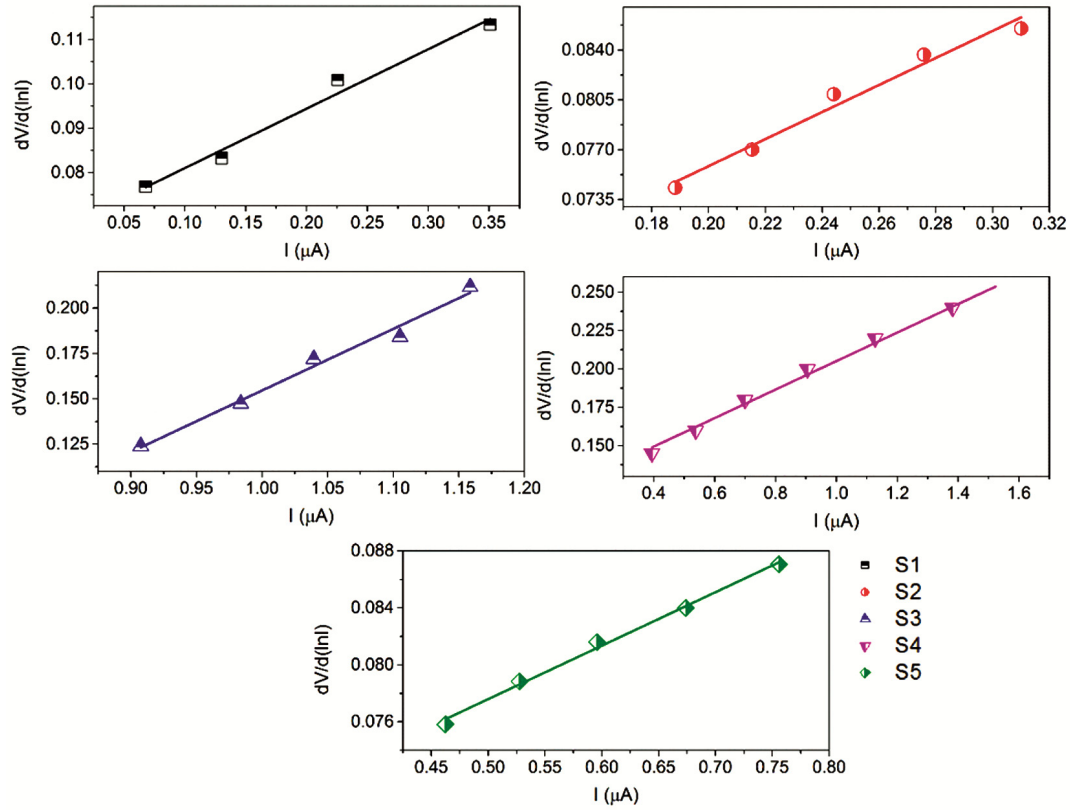 dV/d(lnI)
0.11
0.10
0.09
0.08
0.05 0.10 0.15 0.20 0.25 0.30 0.35
I (μA)
dV/d(lnI)
0.0840
0.0805
0.0770
0.0735
0.18 0.20 0.22 0.24 0.26 0.28 0.30 0.32
I (μA)
dV/d(lnI)
0.200
0.175
0.150
0.125
0.90 0.95 1.00 1.05 1.10 1.15 1.20
I (μA)
dV/d(lnI)
0.250
0.225
0.200
0.175
0.150
0.4 0.6 0.8 1.0 1.2 1.4 1.6
I (μA)
dV/d(lnI)
0.088
0.084
0.080
0.076
0.45 0.50 0.55 0.60 0.65 0.70 0.75 0.80
I (μA)
S1
S2
S3
S4
S5